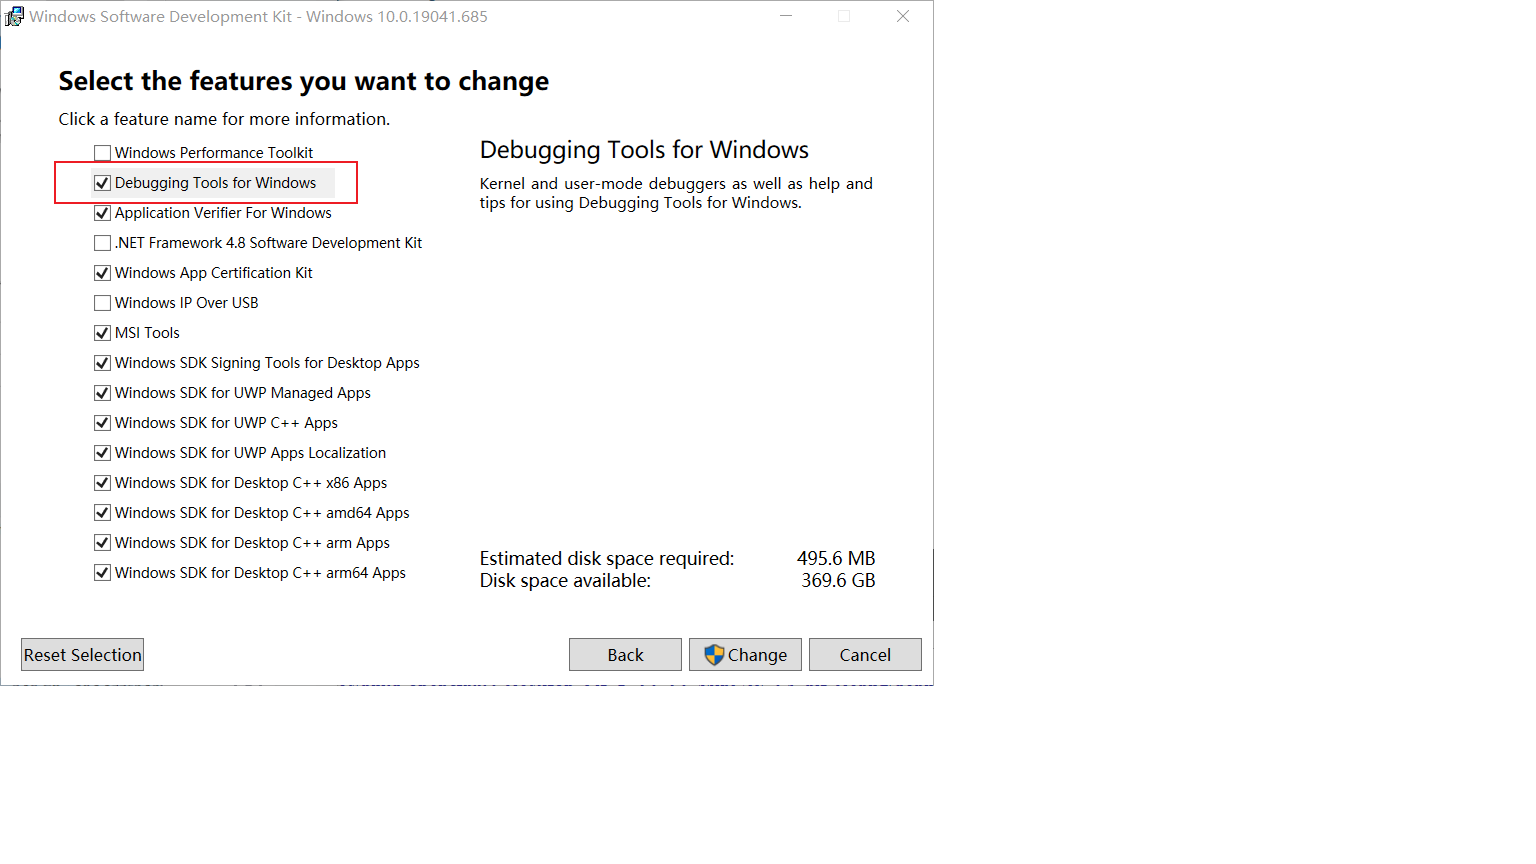 Windows Software Development Kit - Windows 10.0.19041.685
Select the features you want to change
Click a feature name for more information.
Windows Performance Toolkit
Debugging Tools for Windows
Application Verifier For Windows
.NET Framework 4.8 Software Development Kit
Windows App Certification Kit
Windows IP Over USB
MSI Tools
Windows SDK Signing Tools for Desktop Apps
Windows SDK for UWP Managed Apps
Windows SDK for UWP C++ Apps
Windows SDK for UWP Apps Localization
Windows SDK for Desktop C++ x86 Apps
Windows SDK for Desktop C++ amd64 Apps
Windows SDK for Desktop C++ arm Apps
Windows SDK for Desktop C++ arm64 Apps
Debugging Tools for Windows
Kernel and user-mode debuggers as well as help and
tips for using Debugging Tools for Windows.
Estimated disk space required: 495.6 MB
Disk space available: 369.6 GB
Reset Selection
Back
Change
Cancel